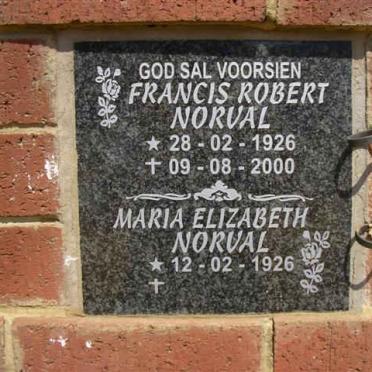 GOD SAL VOORSIEN
FRANCIS ROBERT
NORVAL
★ 28 - 02 - 1926
✝ 09 - 08 - 2000
MARIA ELIZABETH
NORVAL
★ 12 - 02 - 1926
✝